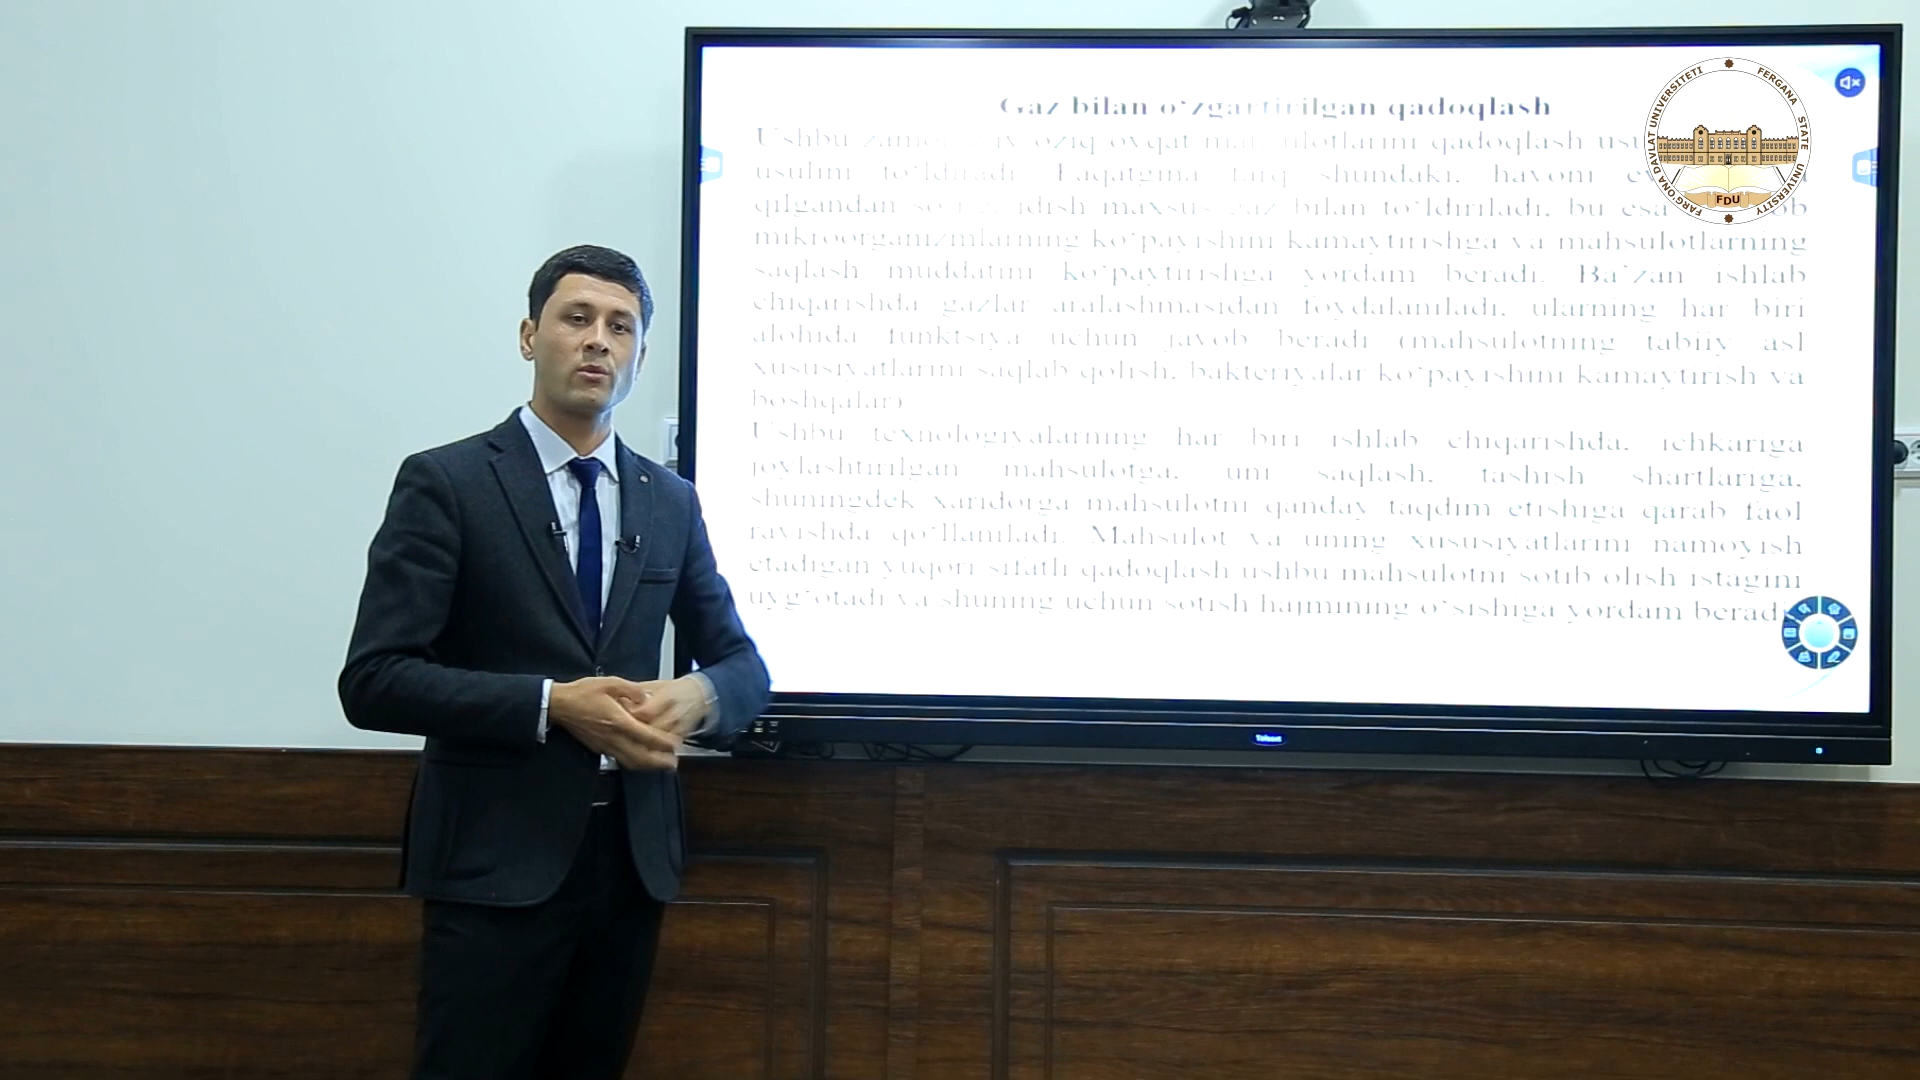 Gaz bilan o‘zgartirilgan qadoqlash
Ushbu oziq ovqat qadoqlash
usulini to‘ldiradi. Faqatgina farq shundaki, havoni
qilgandan idish maxsus gaz bilan to‘ldiriladi, bu esa
mikroorganizmlarning ko‘payishini kamaytirishga va mahsulotlarning
saqlash muddatini ko‘paytirishga yordam beradi. Ba’zan ishlab
chiqarishda gazlar aralashmasidan foydalaniladi, ularning har biri
alohida funktsiya uchun javob beradi (mahsulotning tabiiy asl
xususiyatlarini saqlab qolish, bakteriyalar ko‘payishini kamaytirish va
boshqalar)
Ushbu texnologiyalarning har biri ishlab chiqarishda, ichkariga
joylashtirilgan mahsulotga, uni saqlash, tashish shartlariga,
shuningdek xaridorga mahsulotni qanday taqdim etishiga qarab faol
ravishda qo‘llaniladi. Mahsulot va uning xususiyatlarini namoyish
etadigan yuqori sifatli qadoqlash ushbu mahsulotni sotib olish istagini
uyg‘otadi va shuning uchun sotish hajmining o‘sishiga yordam beradi
FARG'ONA DAVLAT UNIVERSITETI
FERGANA STATE UNIVERSITY
FDU